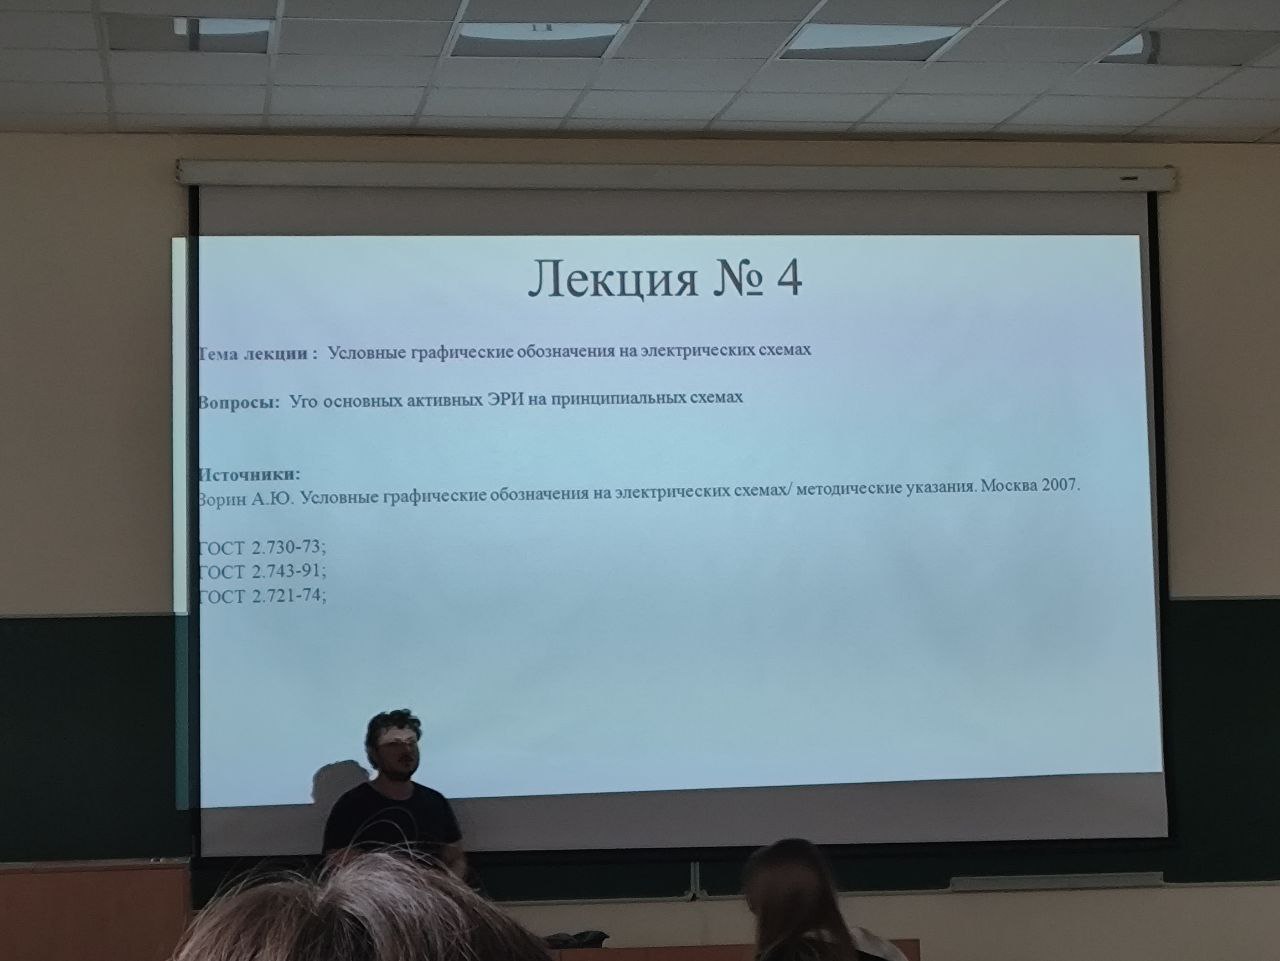 Лекция № 4
Тема лекции : Условные графические обозначения на электрических схемах
Вопросы: Уго основных активных ЭРИ на принципиальных схемах
Источники:
Зорин А.Ю. Условные графические обозначения на электрических схемах/ методические указания. Москва 2007.
ГОСТ 2.730-73;
ГОСТ 2.743-91;
ГОСТ 2.721-74;